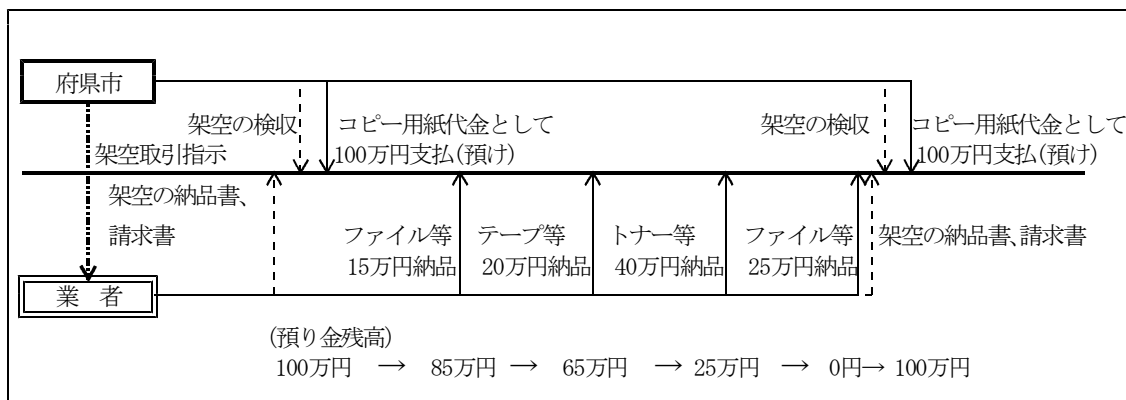 府県市
架空の検収
コピー用紙代金として
100万円支払(預け)
架空の検収
コピー用紙代金として
100万円支払(預け)
架空取引指示
架空の納品書、
請求書
ファイル等
15万円納品
テープ等
20万円納品
トナー等
40万円納品
ファイル等
25万円納品
架空の納品書、請求書
業 者
(預り金残高)
100万円 → 85万円 → 65万円 → 25万円 → 0円→ 100万円